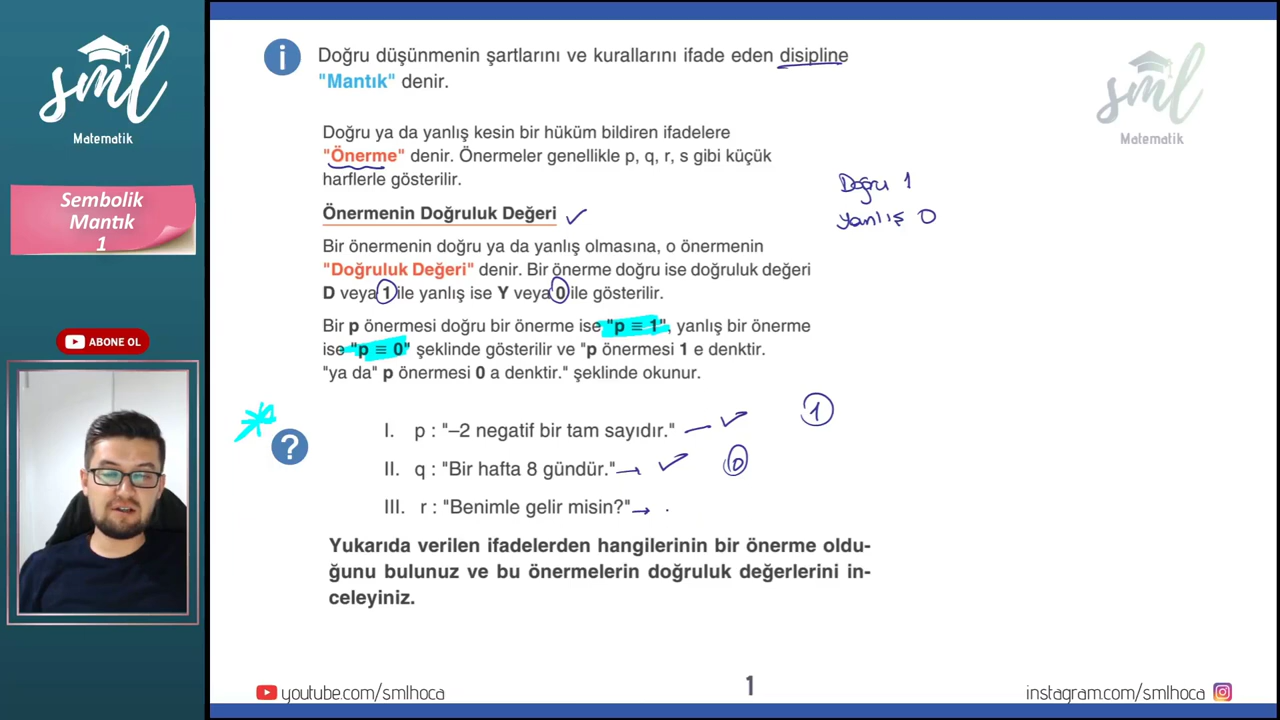 sml
Matematik
Sembolik
Mantık
1
ABONE OL
i
Doğru düşünmenin şartlarını ve kurallarını ifade eden disipline
"Mantık" denir.
sml
Matematik
Doğru ya da yanlış kesin bir hüküm bildiren ifadelere
"Önerme" denir. Önermeler genellikle p, q, r, s gibi küçük
harflerle gösterilir.
Doğru 1
Yanlış 0
Önermenin Doğruluk Değeri
Bir önermenin doğru ya da yanlış olmasına, o önermenin
"Doğruluk Değeri" denir. Bir önerme doğru ise doğruluk değeri
D veya 1 ile yanlış ise Y veya 0 ile gösterilir.
Bir p önermesi doğru bir önerme ise "p ≡ 1", yanlış bir önerme
ise "p ≡ 0" şeklinde gösterilir ve "p önermesi 1 e denktir.
"ya da" p önermesi 0 a denktir." şeklinde okunur.
?
I. p : "–2 negatif bir tam sayıdır." 1
II. q : "Bir hafta 8 gündür." 0
III. r : "Benimle gelir misin?"
Yukarıda verilen ifadelerden hangilerinin bir önerme oldu-
ğunu bulunuz ve bu önermelerin doğruluk değerlerini in-
celeyiniz.
youtube.com/smlhoca
1
instagram.com/smlhoca